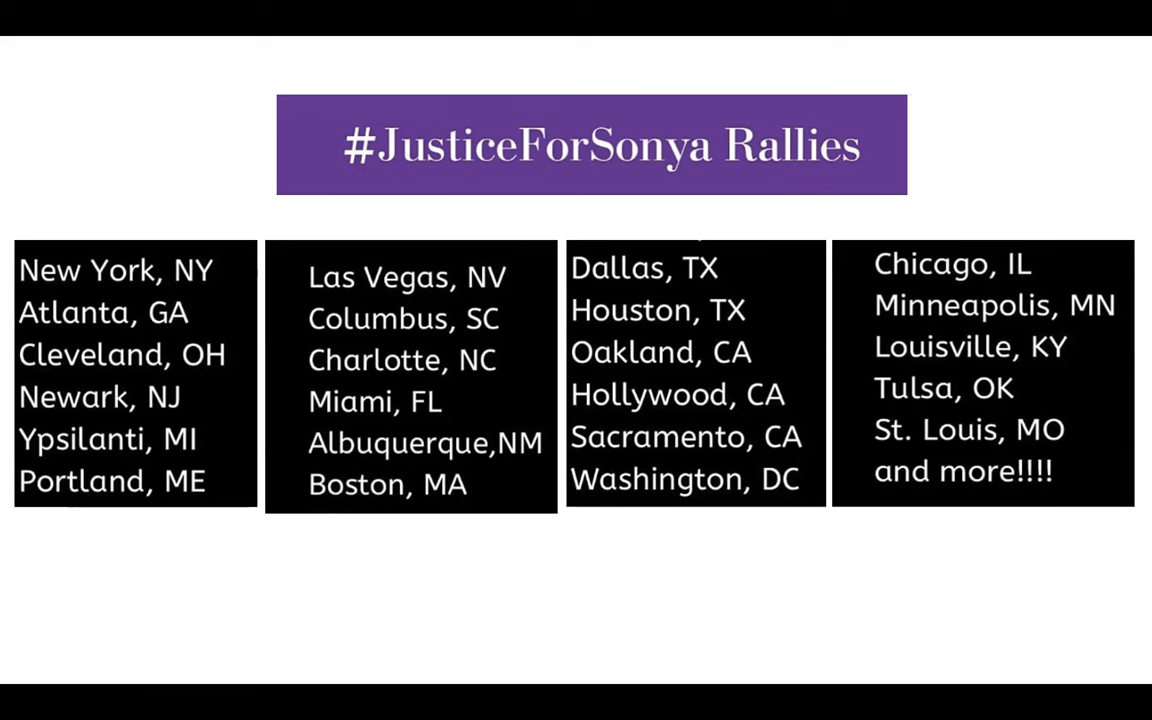 #JusticeForSonya Rallies
New York, NY
Atlanta, GA
Cleveland, OH
Newark, NJ
Ypsilanti, MI
Portland, ME
Las Vegas, NV
Columbus, SC
Charlotte, NC
Miami, FL
Albuquerque,NM
Boston, MA
Dallas, TX
Houston, TX
Oakland, CA
Hollywood, CA
Sacramento, CA
Washington, DC
Chicago, IL
Minneapolis, MN
Louisville, KY
Tulsa, OK
St. Louis, MO
and more!!!!